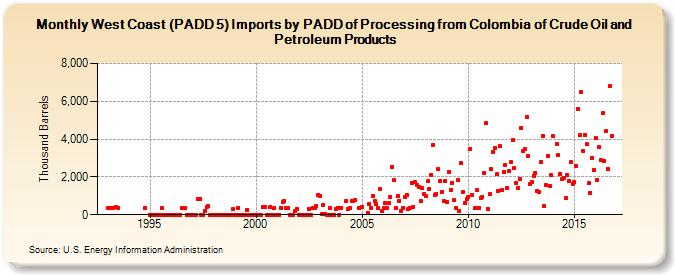 Monthly West Coast (PADD 5) Imports by PADD of Processing from Colombia of Crude Oil and
Petroleum Products
Thousand Barrels
8,000
6,000
4,000
2,000
0
1995
2000
2005
2010
2015
Source: U.S. Energy Information Administration